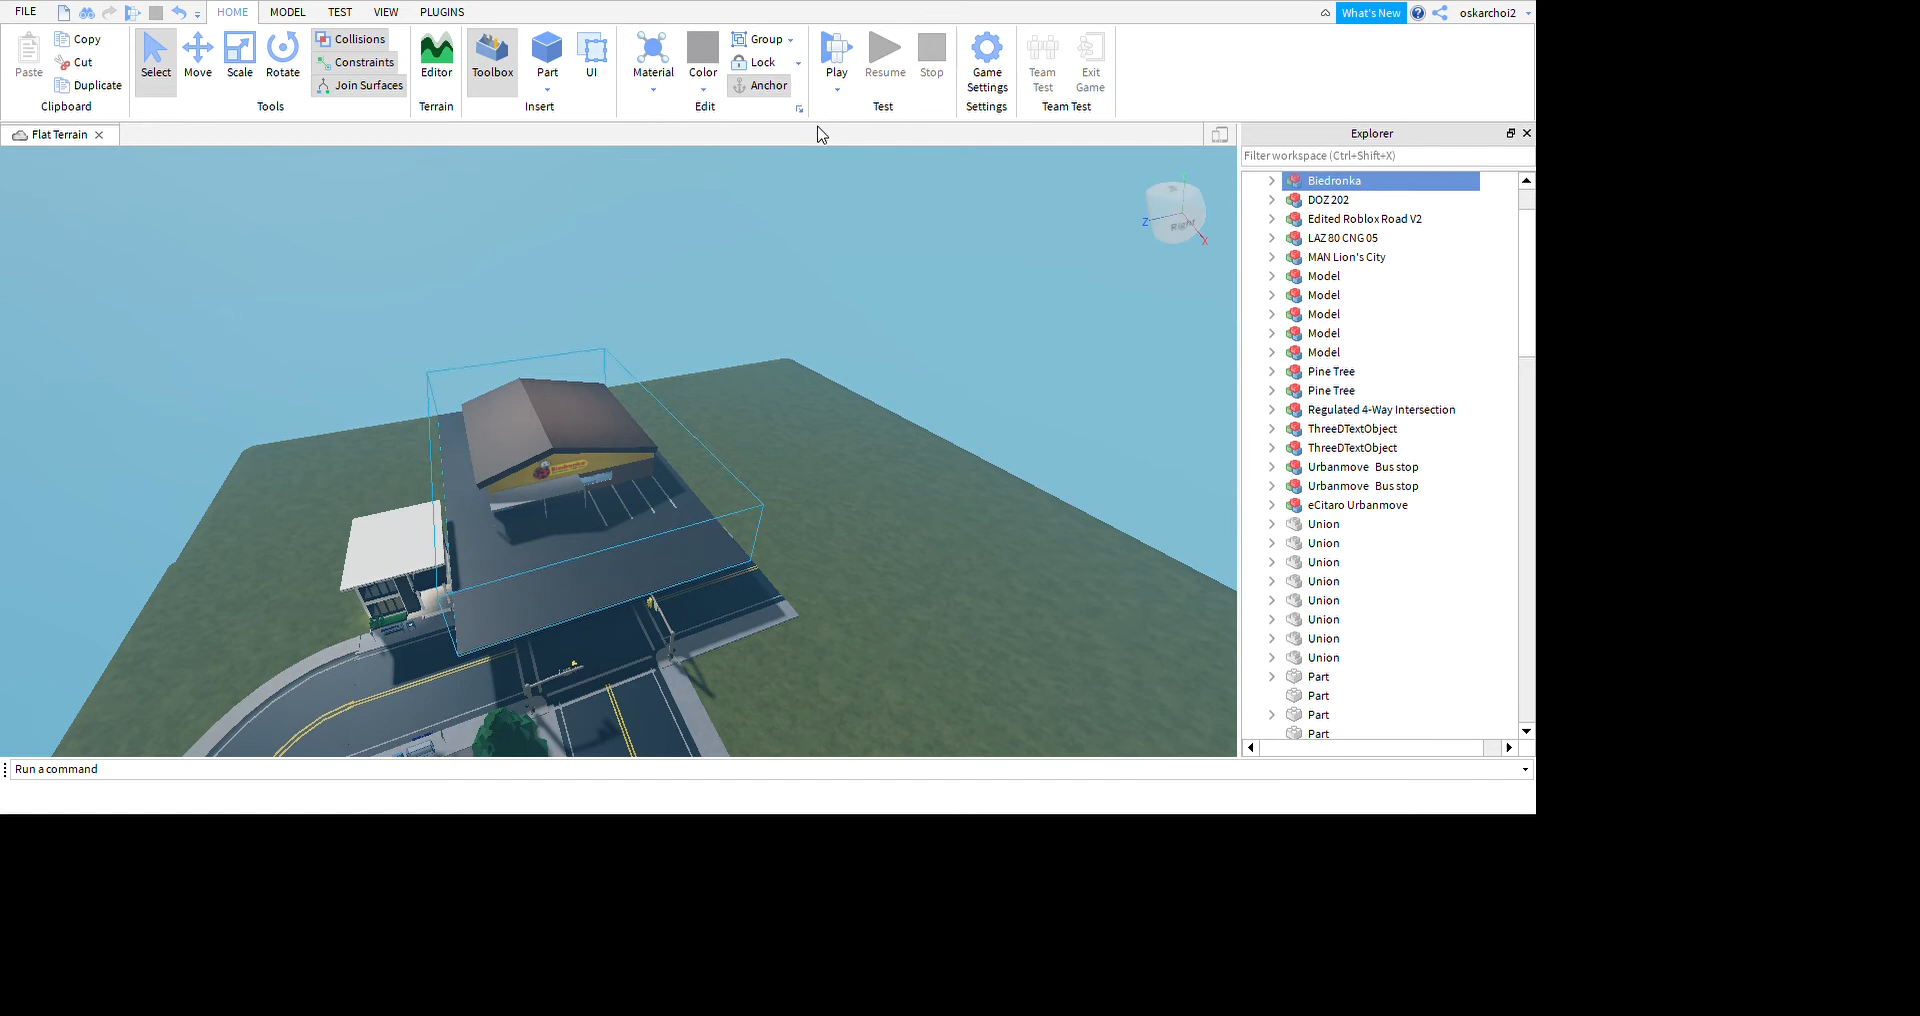 FILE
HOME
MODEL
TEST
VIEW
PLUGINS
What's New
oskarchoi2
Paste
Copy
Cut
Duplicate
Clipboard
Select
Move
Scale
Rotate
Collisions
Constraints
Join Surfaces
Tools
Editor
Terrain
Toolbox
Part
UI
Insert
Material
Color
Group
Lock
Anchor
Edit
Play
Resume
Stop
Test
Game
Settings
Settings
Team
Test
Exit
Game
Team Test
Flat Terrain
Explorer
Filter workspace (Ctrl+Shift+X)
Biedronka
DOZ 202
Edited Roblox Road V2
LAZ 80 CNG 05
MAN Lion's City
Model
Model
Model
Model
Model
Pine Tree
Pine Tree
Regulated 4-Way Intersection
ThreeDTextObject
ThreeDTextObject
Urbanmove Bus stop
Urbanmove Bus stop
eCitaro Urbanmove
Union
Union
Union
Union
Union
Union
Union
Union
Part
Part
Part
Part
Z
Right
X
Biedronka
Run a command